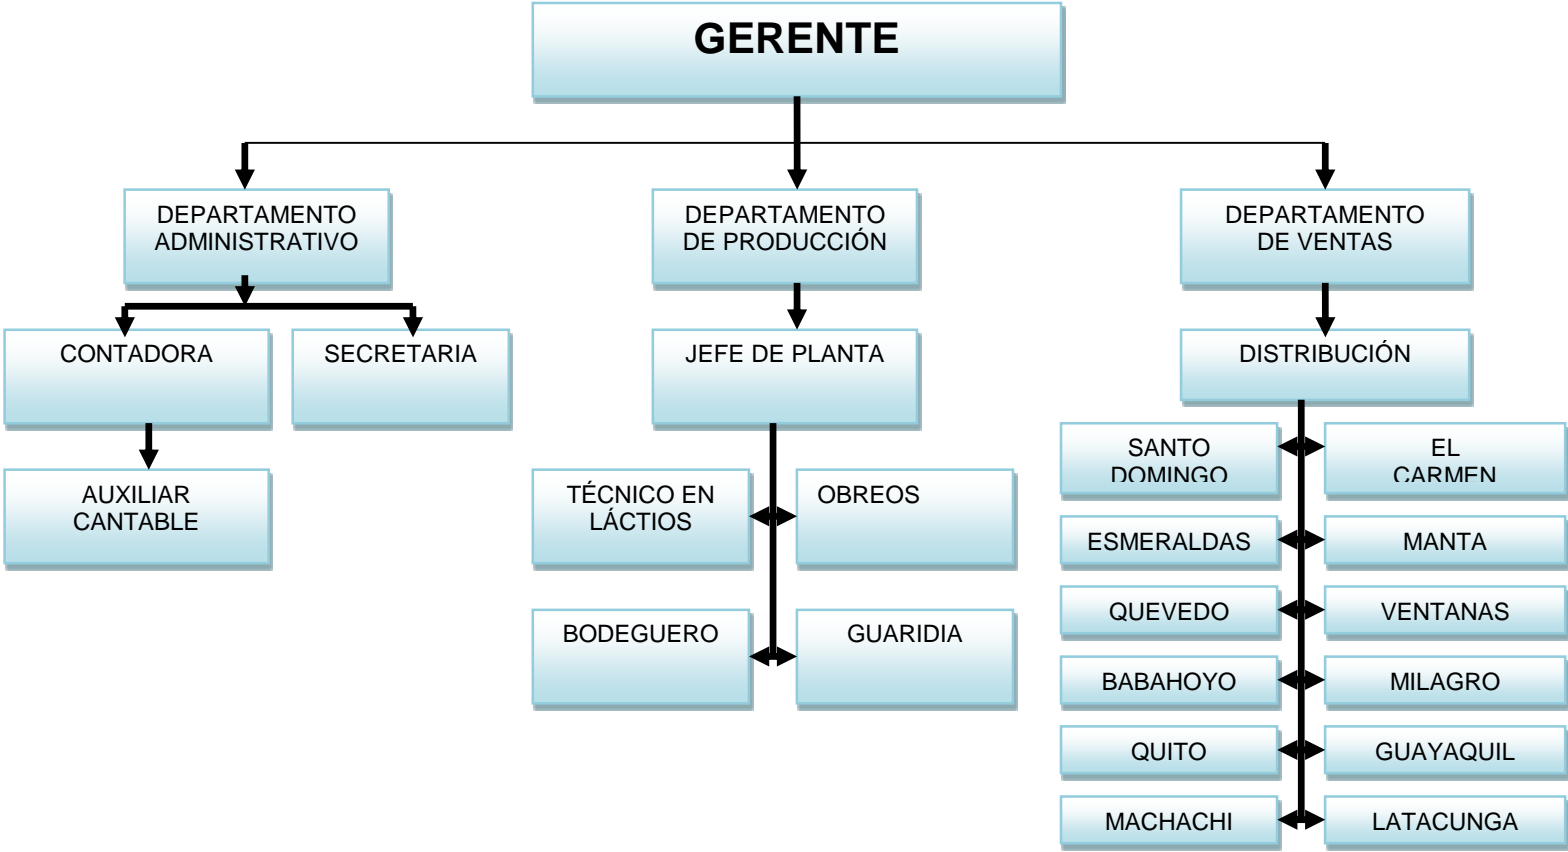 GERENTE
DEPARTAMENTO
ADMINISTRATIVO
DEPARTAMENTO
DE PRODUCCIÓN
DEPARTAMENTO
DE VENTAS
CONTADORA
SECRETARIA
JEFE DE PLANTA
DISTRIBUCIÓN
AUXILIAR
CANTABLE
TÉCNICO EN
LÁCTIOS
OBREOS
BODEGUERO
GUARIDIA
SANTO
DOMINGO
EL
CARMEN
ESMERALDAS
MANTA
QUEVEDO
VENTANAS
BABAHOYO
MILAGRO
QUITO
GUAYAQUIL
MACHACHI
LATACUNGA